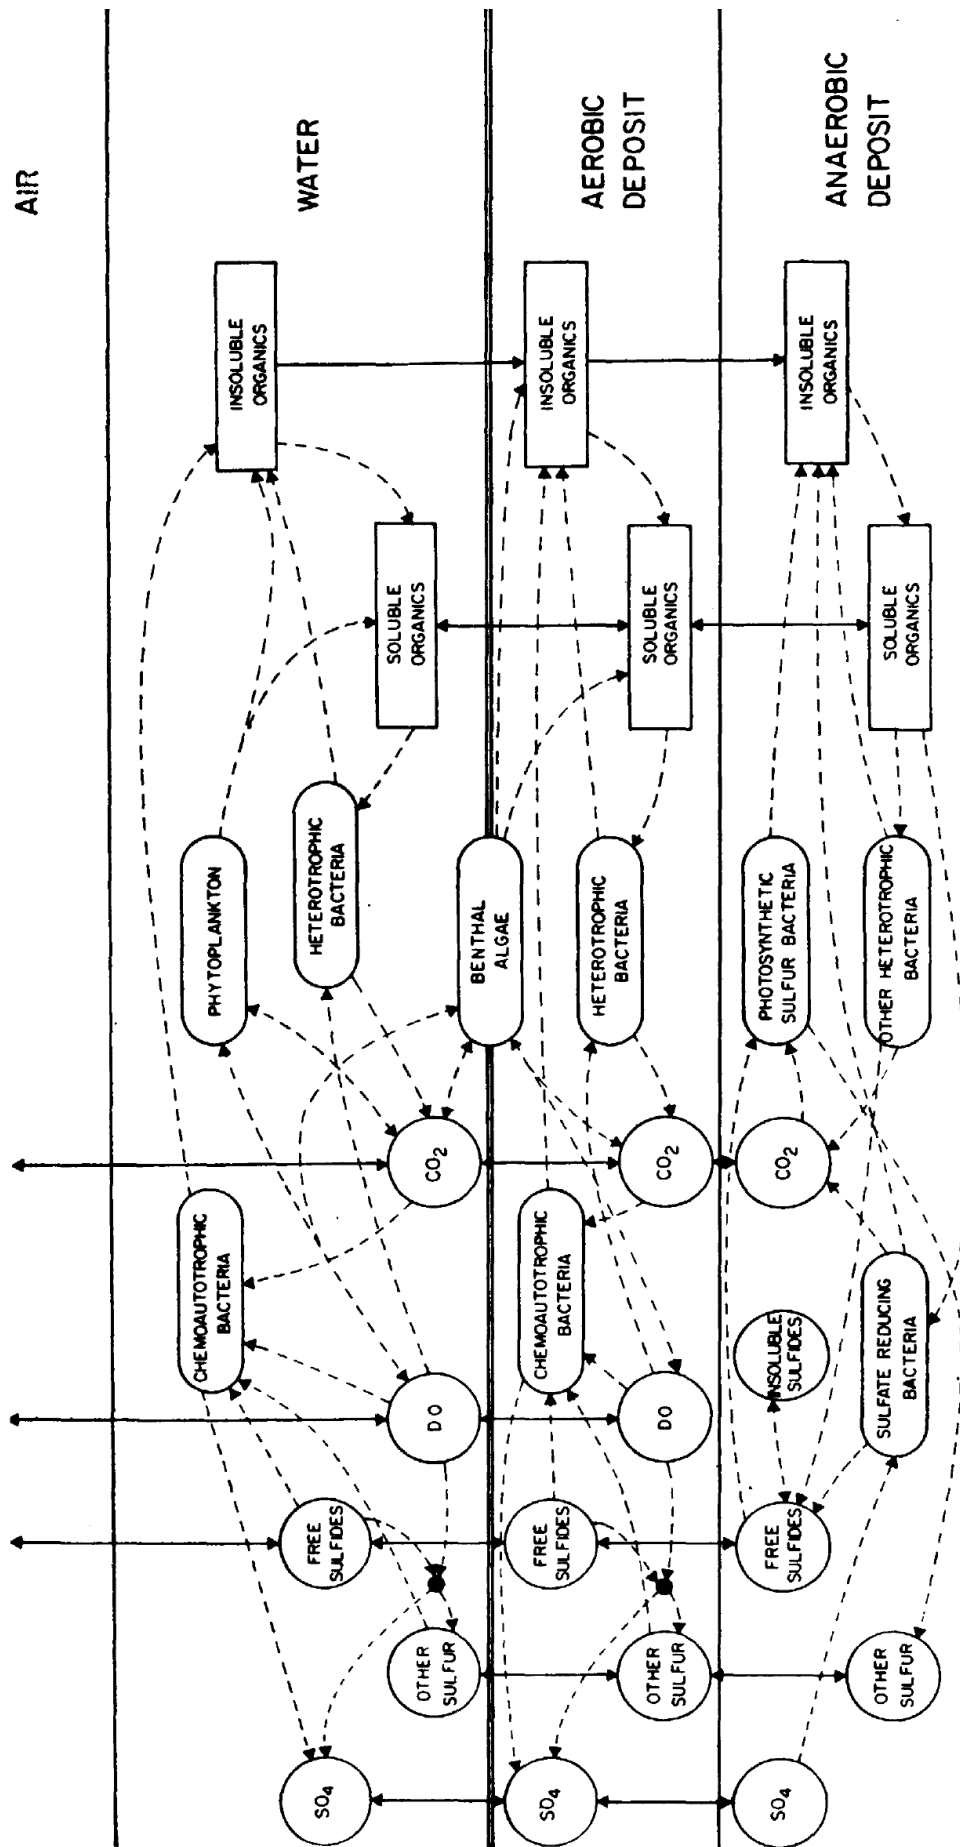 AIR
WATER
AEROBIC
DEPOSIT
ANAEROBIC
DEPOSIT
INSOLUBLE
ORGANICS
SOLUBLE
ORGANICS
PHYTOPLANKTON
HETEROTROPHIC
BACTERIA
CO2
CHEMOAUTOTROPHIC
BACTERIA
DO
FREE
SULFIDES
OTHER
SULFUR
SO4
INSOLUBLE
ORGANICS
SOLUBLE
ORGANICS
BENTHAL
ALGAE
HETEROTROPHIC
BACTERIA
CO2
CHEMOAUTOTROPHIC
BACTERIA
DO
FREE
SULFIDES
OTHER
SULFUR
SO4
INSOLUBLE
ORGANICS
SOLUBLE
ORGANICS
PHOTOSYNTHETIC
SULFUR BACTERIA
OTHER HETEROTROPHIC
BACTERIA
CO2
INSOLUBLE
SULFIDES
SULFATE REDUCING
BACTERIA
FREE
SULFIDES
OTHER
SULFUR
SO4